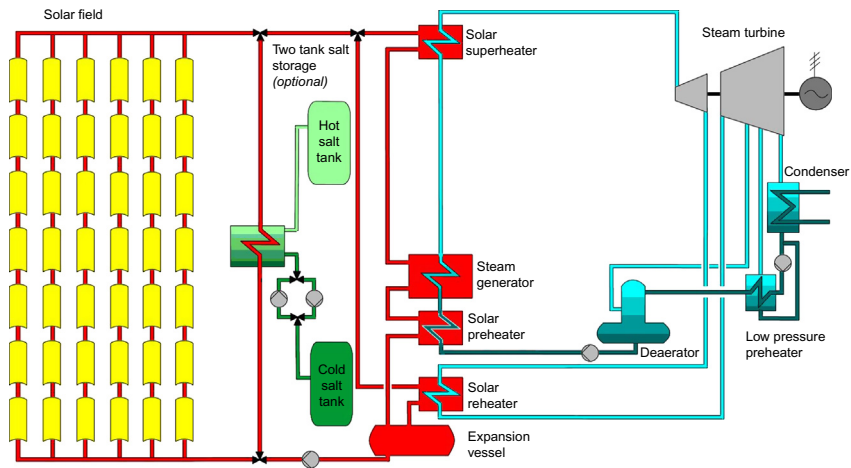 Solar field
Two tank salt
storage
(optional)
Hot
salt
tank
Cold
salt
tank
Solar
superheater
Steam turbine
Condenser
Steam
generator
Solar
preheater
Deaerator
Low pressure
preheater
Solar
reheater
Expansion
vessel